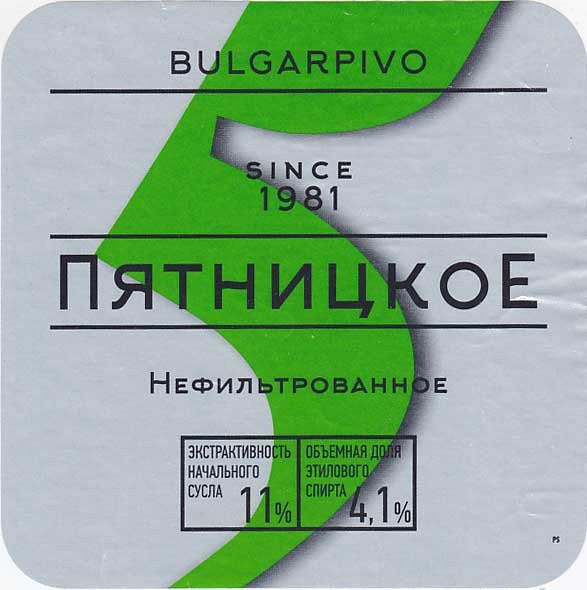 BULGARPIVO
SINCE
1981
ПЯТНИЦКОЕ
НЕФИЛЬТРОВАННОЕ
ЭКСТРАКТИВНОСТЬ
НАЧАЛЬНОГО
СУСЛА 11%
ОБЪЕМНАЯ ДОЛЯ
ЭТИЛОВОГО
СПИРТА 4,1%
PS